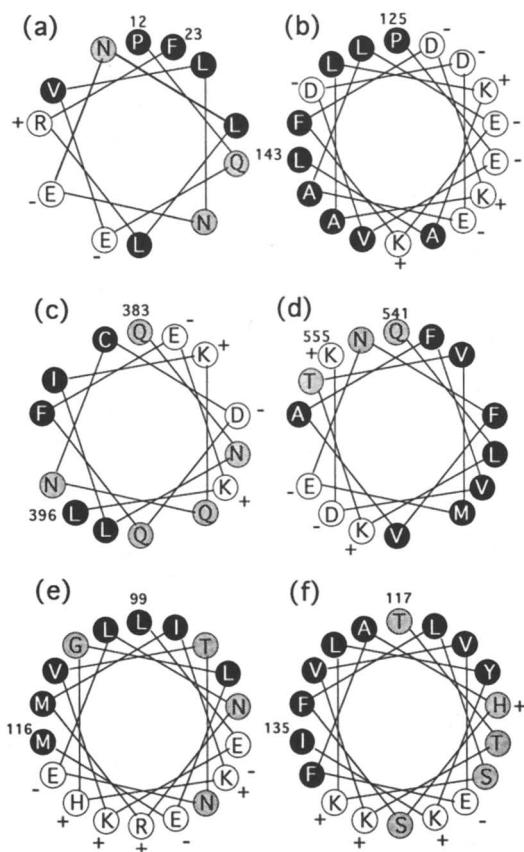 (a)
12 23
N P F
L
V
+ R L
Q
- E N
- E L
(b)
125
L P D -
L D -
- D K +
F E -
143 L E -
A K +
A E -
V K A
+
(c)
383
C Q E -
K +
I
F D -
N
N K +
396 L Q
L Q
(d)
555 541
+ K N Q F
T V
A F
L
- E V
- D M
+ K V
(e)
99
L L I
G T
V L
M N
116 M E -
- E K +
+ H N
+ K R E -
+
(f)
117
A T L
L V
V Y
F H +
135 I T
F S
+ K E -
+ K S K +